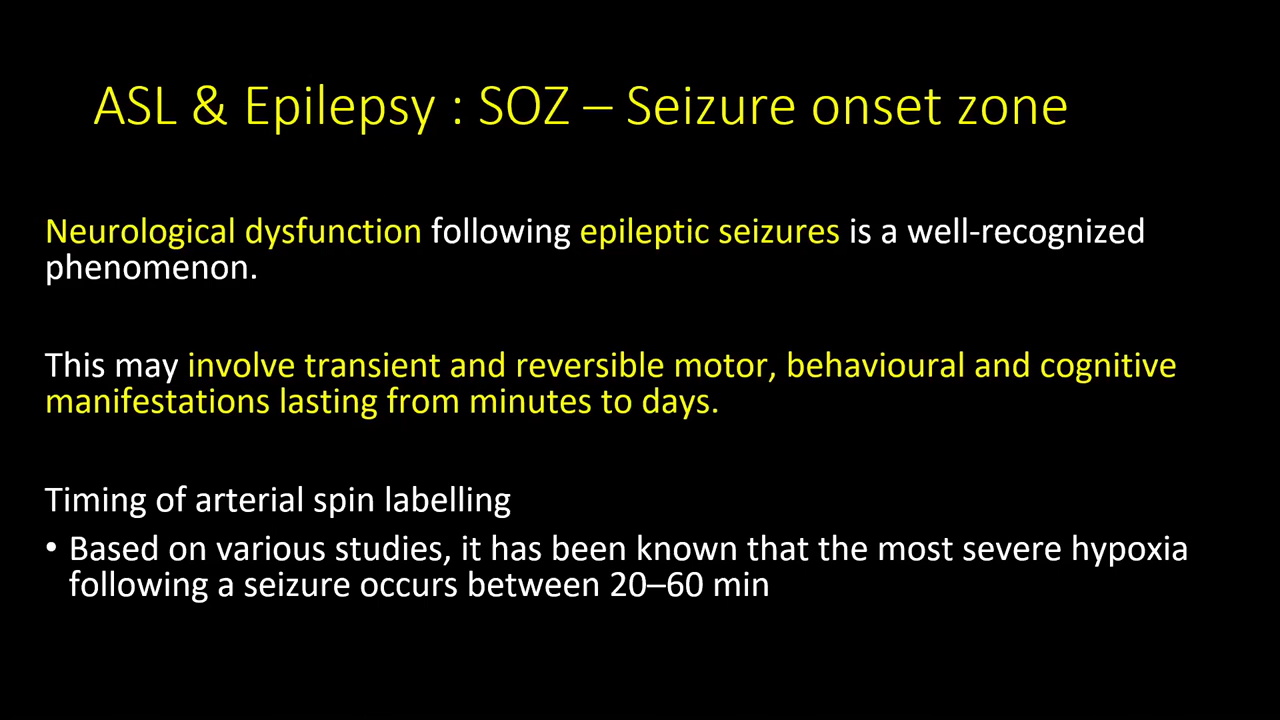 ASL & Epilepsy : SOZ – Seizure onset zone
Neurological dysfunction following epileptic seizures is a well-recognized
phenomenon.
This may involve transient and reversible motor, behavioural and cognitive
manifestations lasting from minutes to days.
Timing of arterial spin labelling
• Based on various studies, it has been known that the most severe hypoxia
following a seizure occurs between 20–60 min